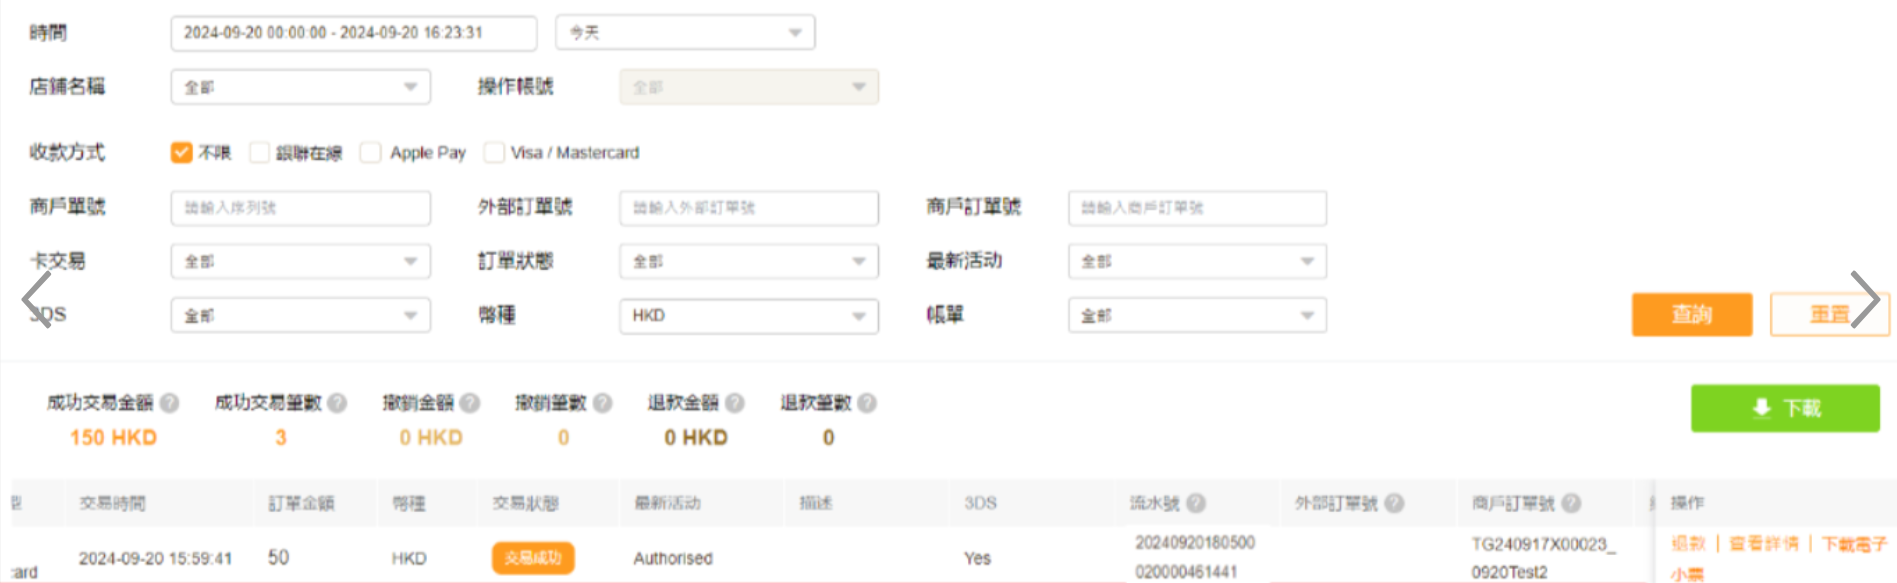 時間 2024-09-20 00:00:00 - 2024-09-20 16:23:31 今天
店鋪名稱 全部 操作帳號 全部
收款方式 不限 銀聯在線 Apple Pay Visa / Mastercard
商戶單號 請輸入序列號 外部訂單號 請輸入外部訂單號 商戶訂單號 請輸入商戶訂單號
卡交易 全部 訂單狀態 全部 最新活动 全部
3DS 全部 幣種 HKD 帳單 全部 查詢 重置
成功交易金額 成功交易筆數 撤銷金額 撤銷筆數 退款金額 退款筆數 下載
150 HKD 3 0 HKD 0 0 HKD 0
交易時間 訂單金額 幣種 交易狀態 最新活动 描述 3DS 流水號 外部訂單號 商戶訂單號 操作
2024-09-20 15:59:41 50 HKD 交易成功 Authorised Yes 20240920180500 TG240917X00023_ 退款 | 查看詳情 | 下載電子
card 020000461441 0920Test2 小票